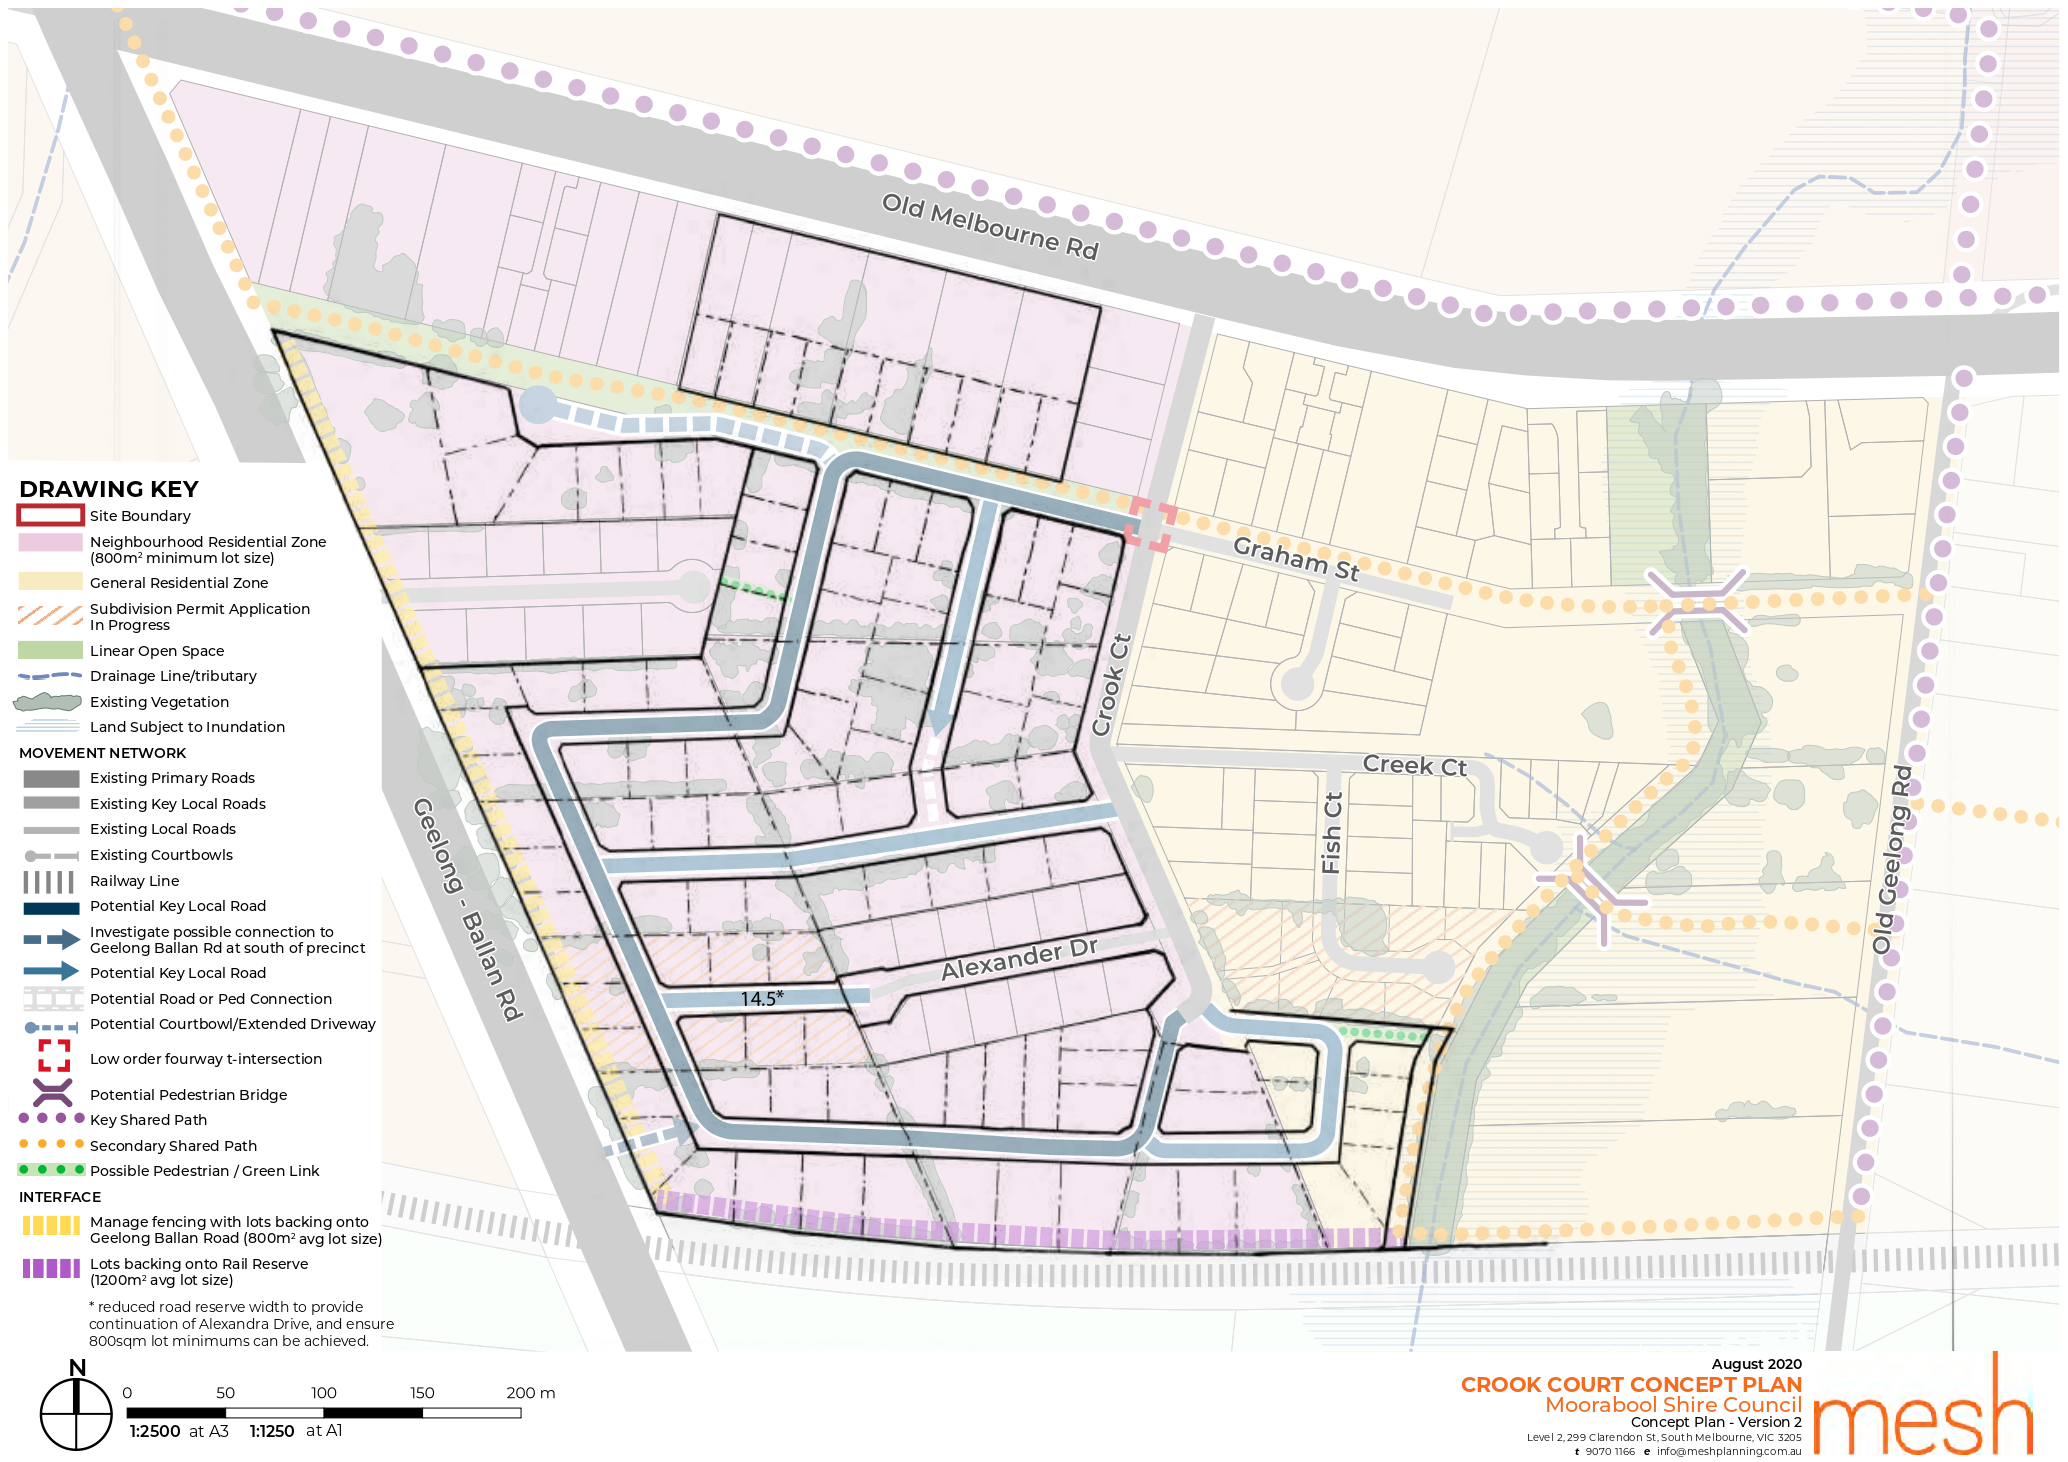 Old Melbourne Rd
Graham St
Crook Ct
Creek Ct
Fish Ct
Old Geelong Rd
Geelong - Ballan Rd
Alexander Dr
14.5*
DRAWING KEY
Site Boundary
Neighbourhood Residential Zone
(800m² minimum lot size)
General Residential Zone
Subdivision Permit Application
In Progress
Linear Open Space
Drainage Line/tributary
Existing Vegetation
Land Subject to Inundation
MOVEMENT NETWORK
Existing Primary Roads
Existing Key Local Roads
Existing Local Roads
Existing Courtbowls
Railway Line
Potential Key Local Road
Investigate possible connection to
Geelong Ballan Rd at south of precinct
Potential Key Local Road
Potential Road or Ped Connection
Potential Courtbowl/Extended Driveway
Low order fourway t-intersection
Potential Pedestrian Bridge
Key Shared Path
Secondary Shared Path
Possible Pedestrian / Green Link
INTERFACE
Manage fencing with lots backing onto
Geelong Ballan Road (800m² avg lot size)
Lots backing onto Rail Reserve
(1200m² avg lot size)
* reduced road reserve width to provide
continuation of Alexandra Drive, and ensure
800sqm lot minimums can be achieved.
N
0 50 100 150 200 m
1:2500 at A3 1:1250 at A1
August 2020
CROOK COURT CONCEPT PLAN
Moorabool Shire Council
Concept Plan - Version 2
Level 2, 299 Clarendon St, South Melbourne, VIC 3205
t 9070 1166 e info@meshplanning.com.au
mesh